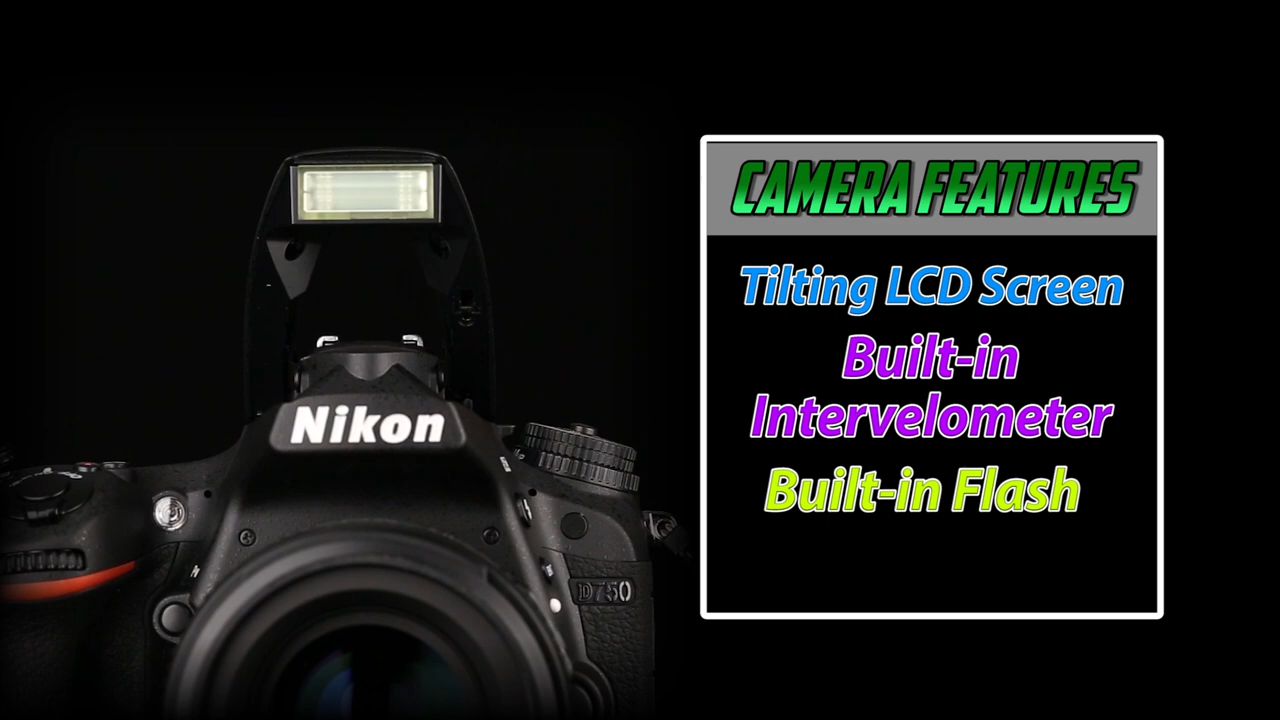 Nikon
D750
CAMERA FEATURES
Tilting LCD Screen
Built-in
Intervelometer
Built-in Flash